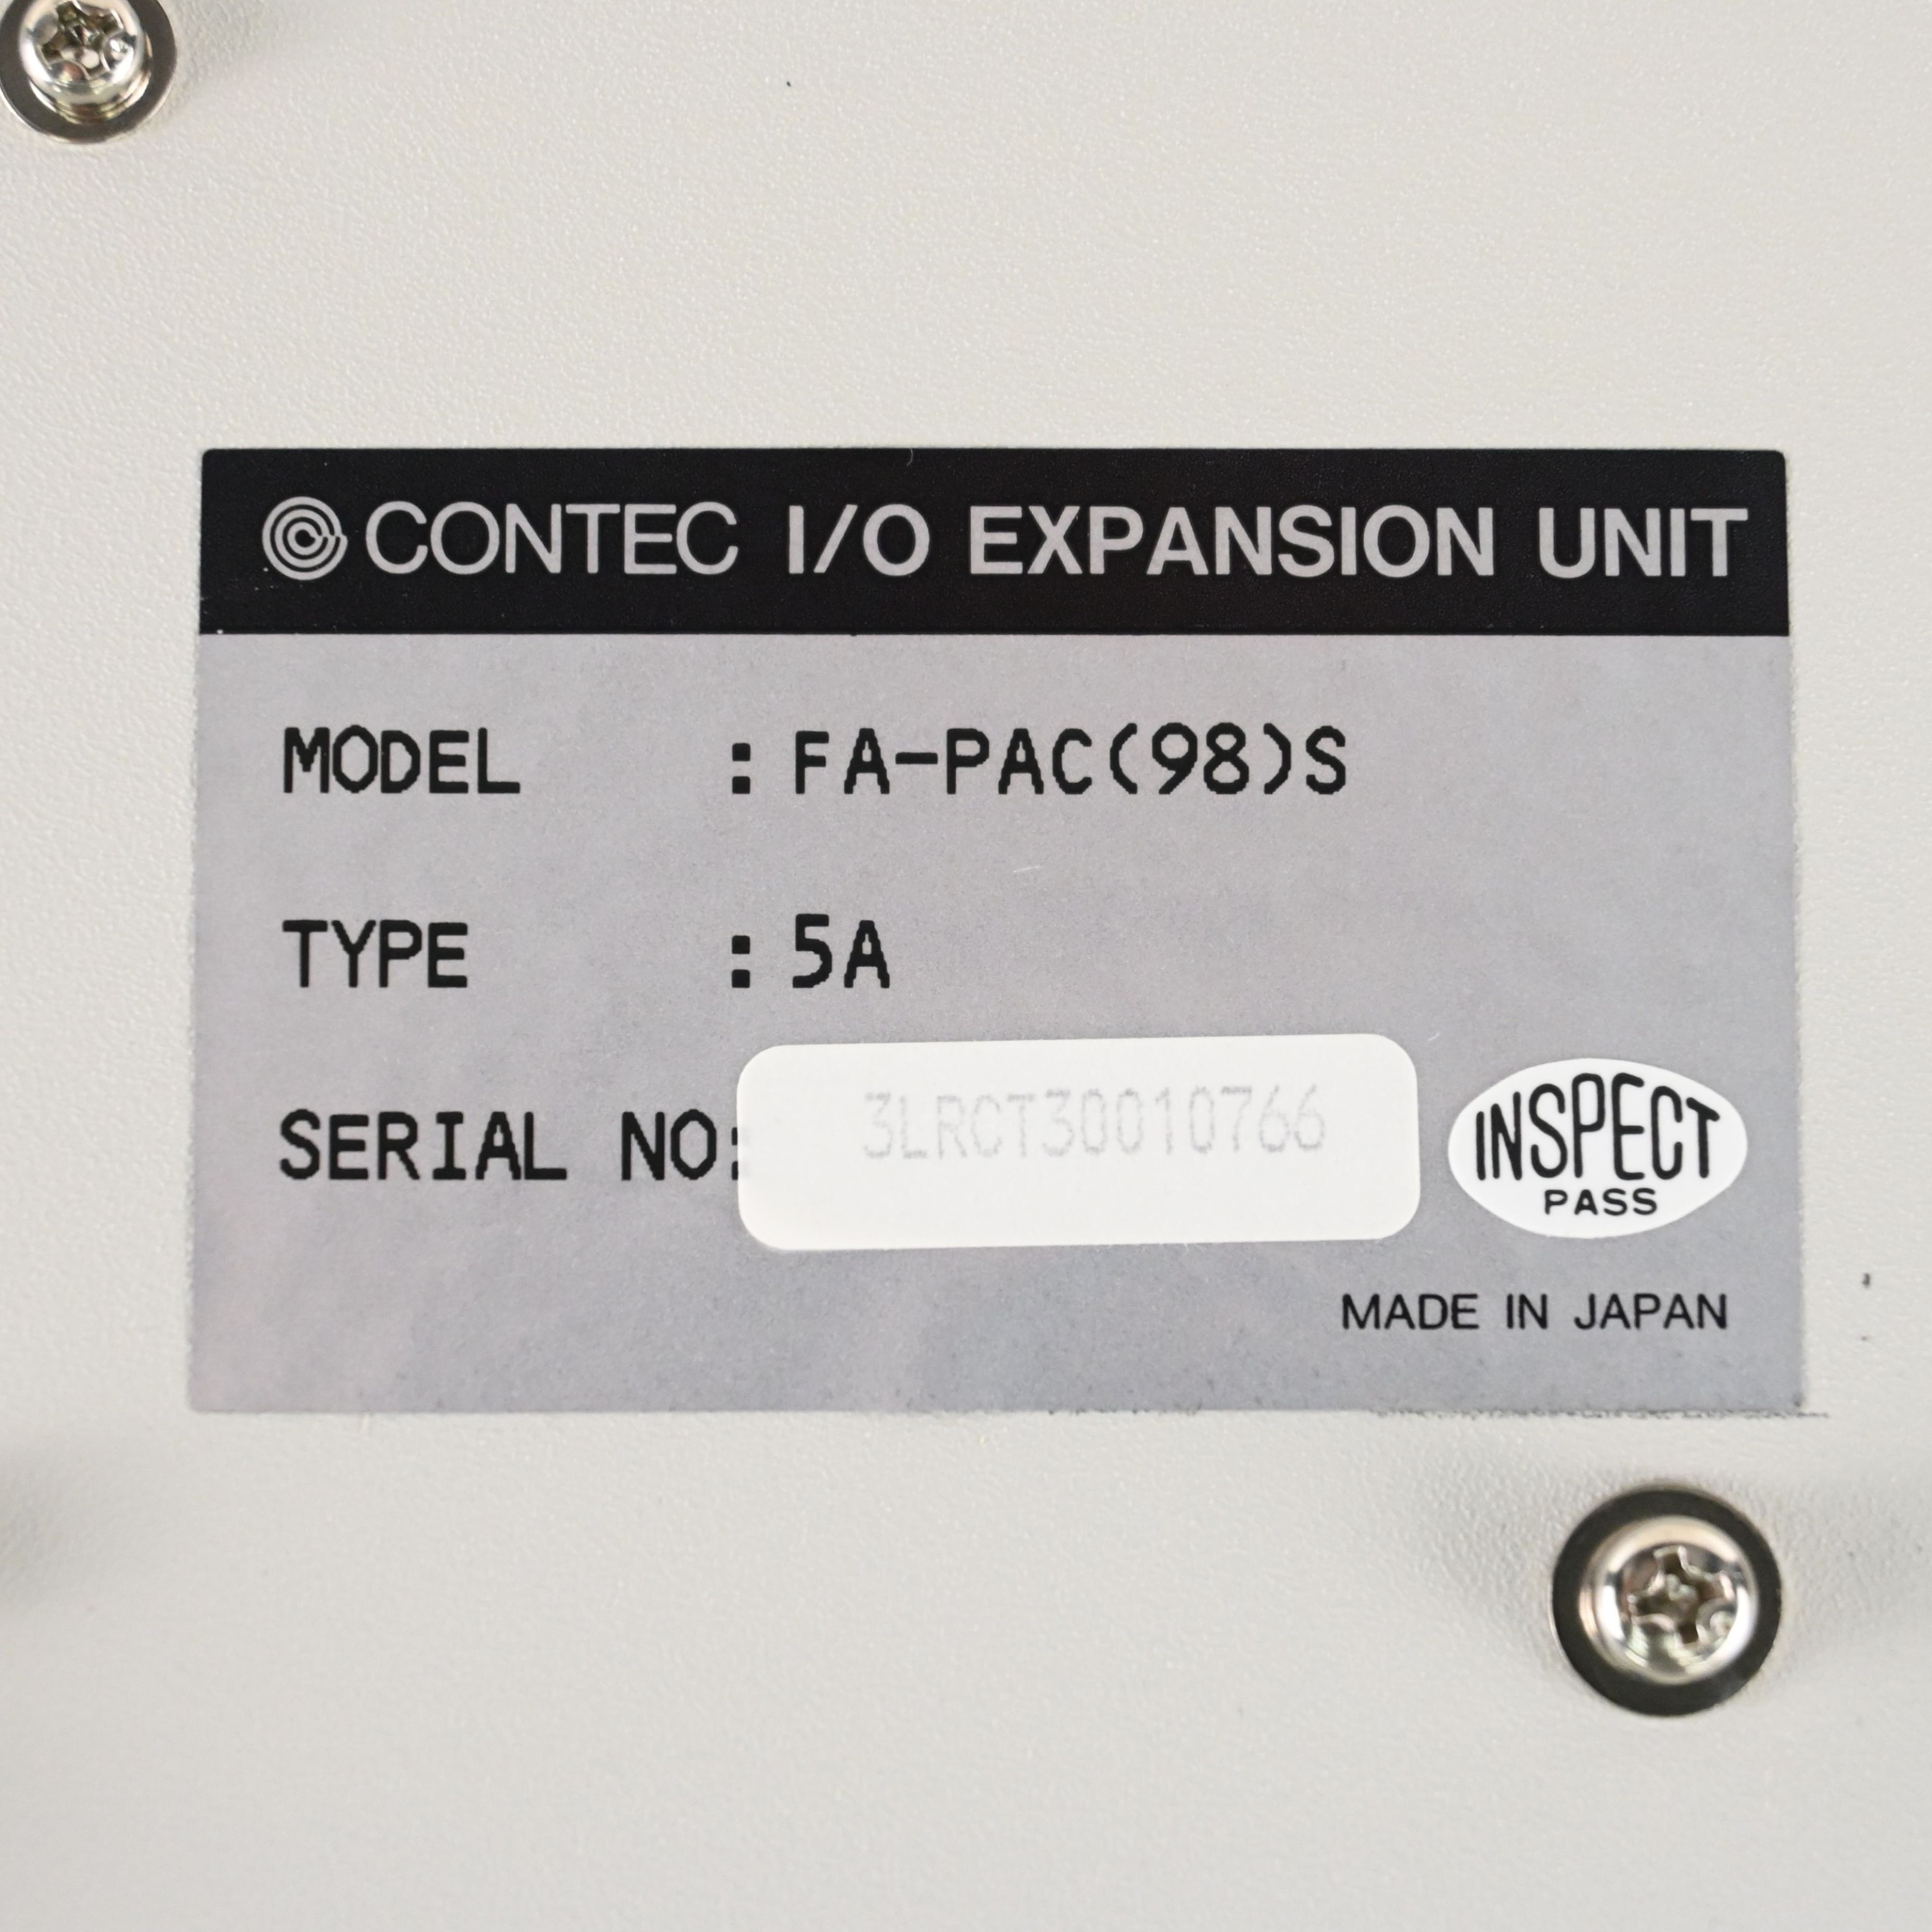 CONTEC I/O EXPANSION UNIT
MODEL : FA-PAC(98)S
TYPE : 5A
SERIAL NO: 3LRCT30010766
INSPECT
PASS
MADE IN JAPAN